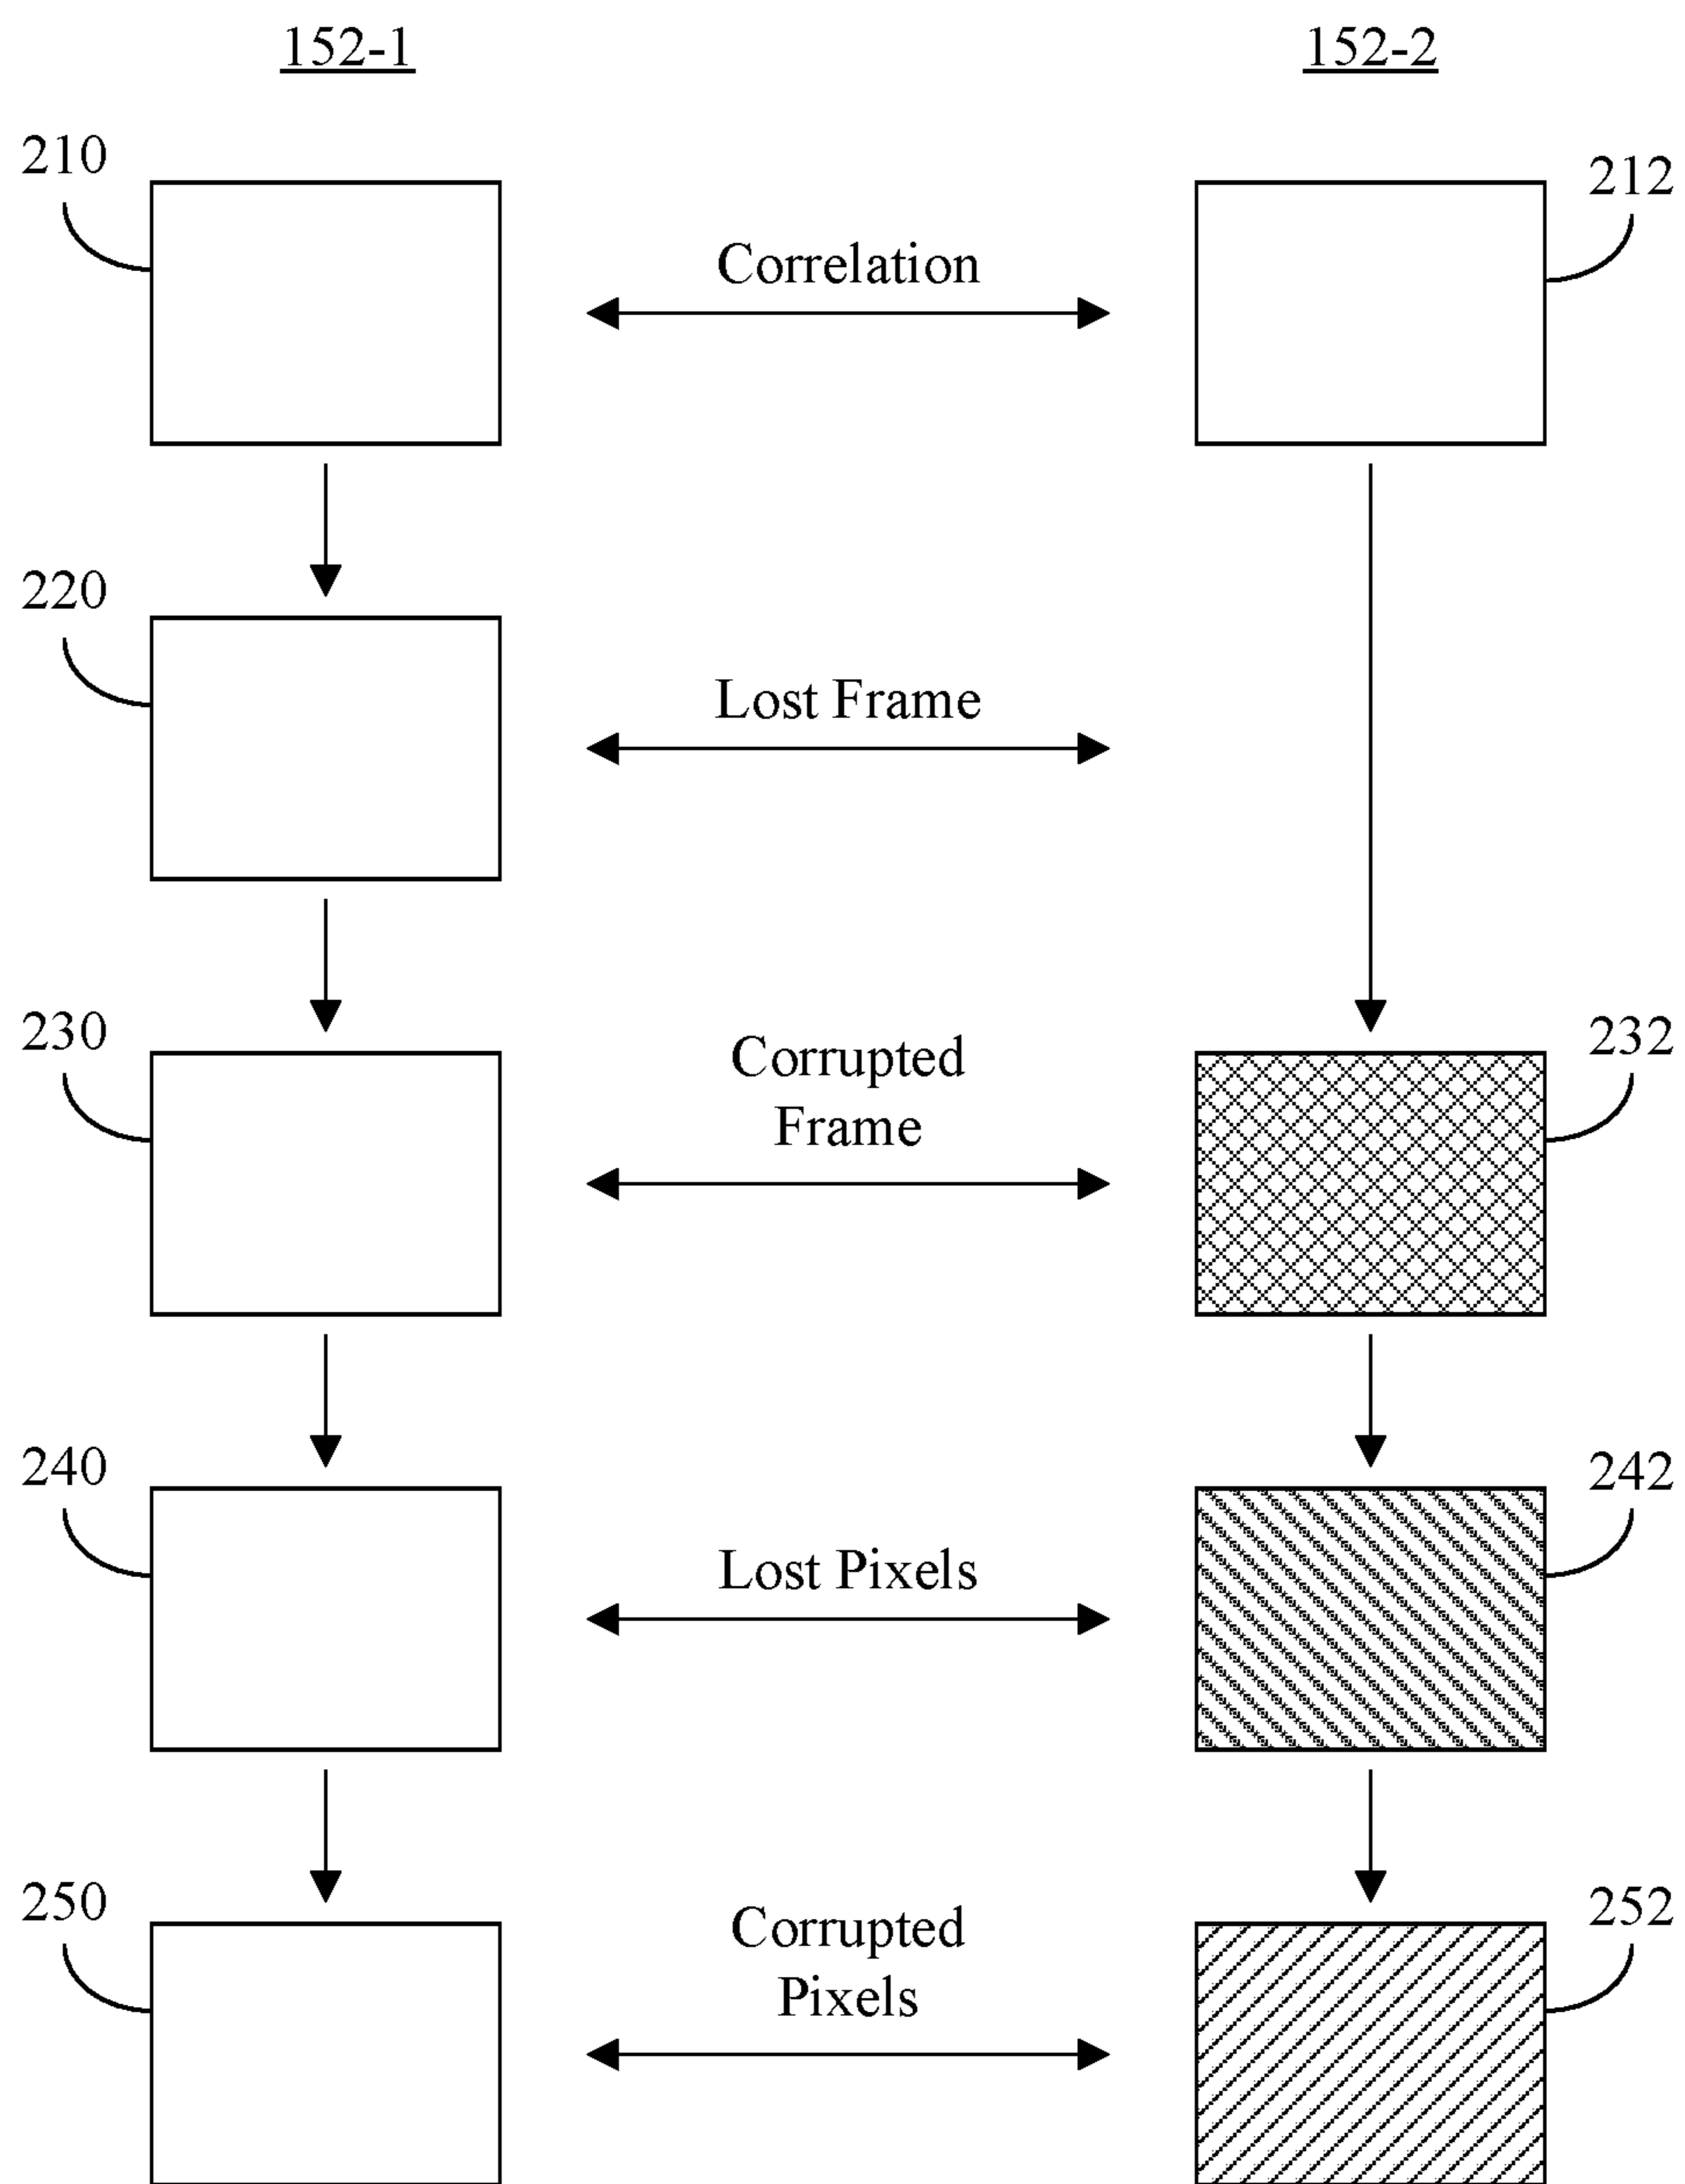 152-1
152-2
210
212
Correlation
220
Lost Frame
230
Corrupted
Frame
232
240
Lost Pixels
242
250
Corrupted
Pixels
252